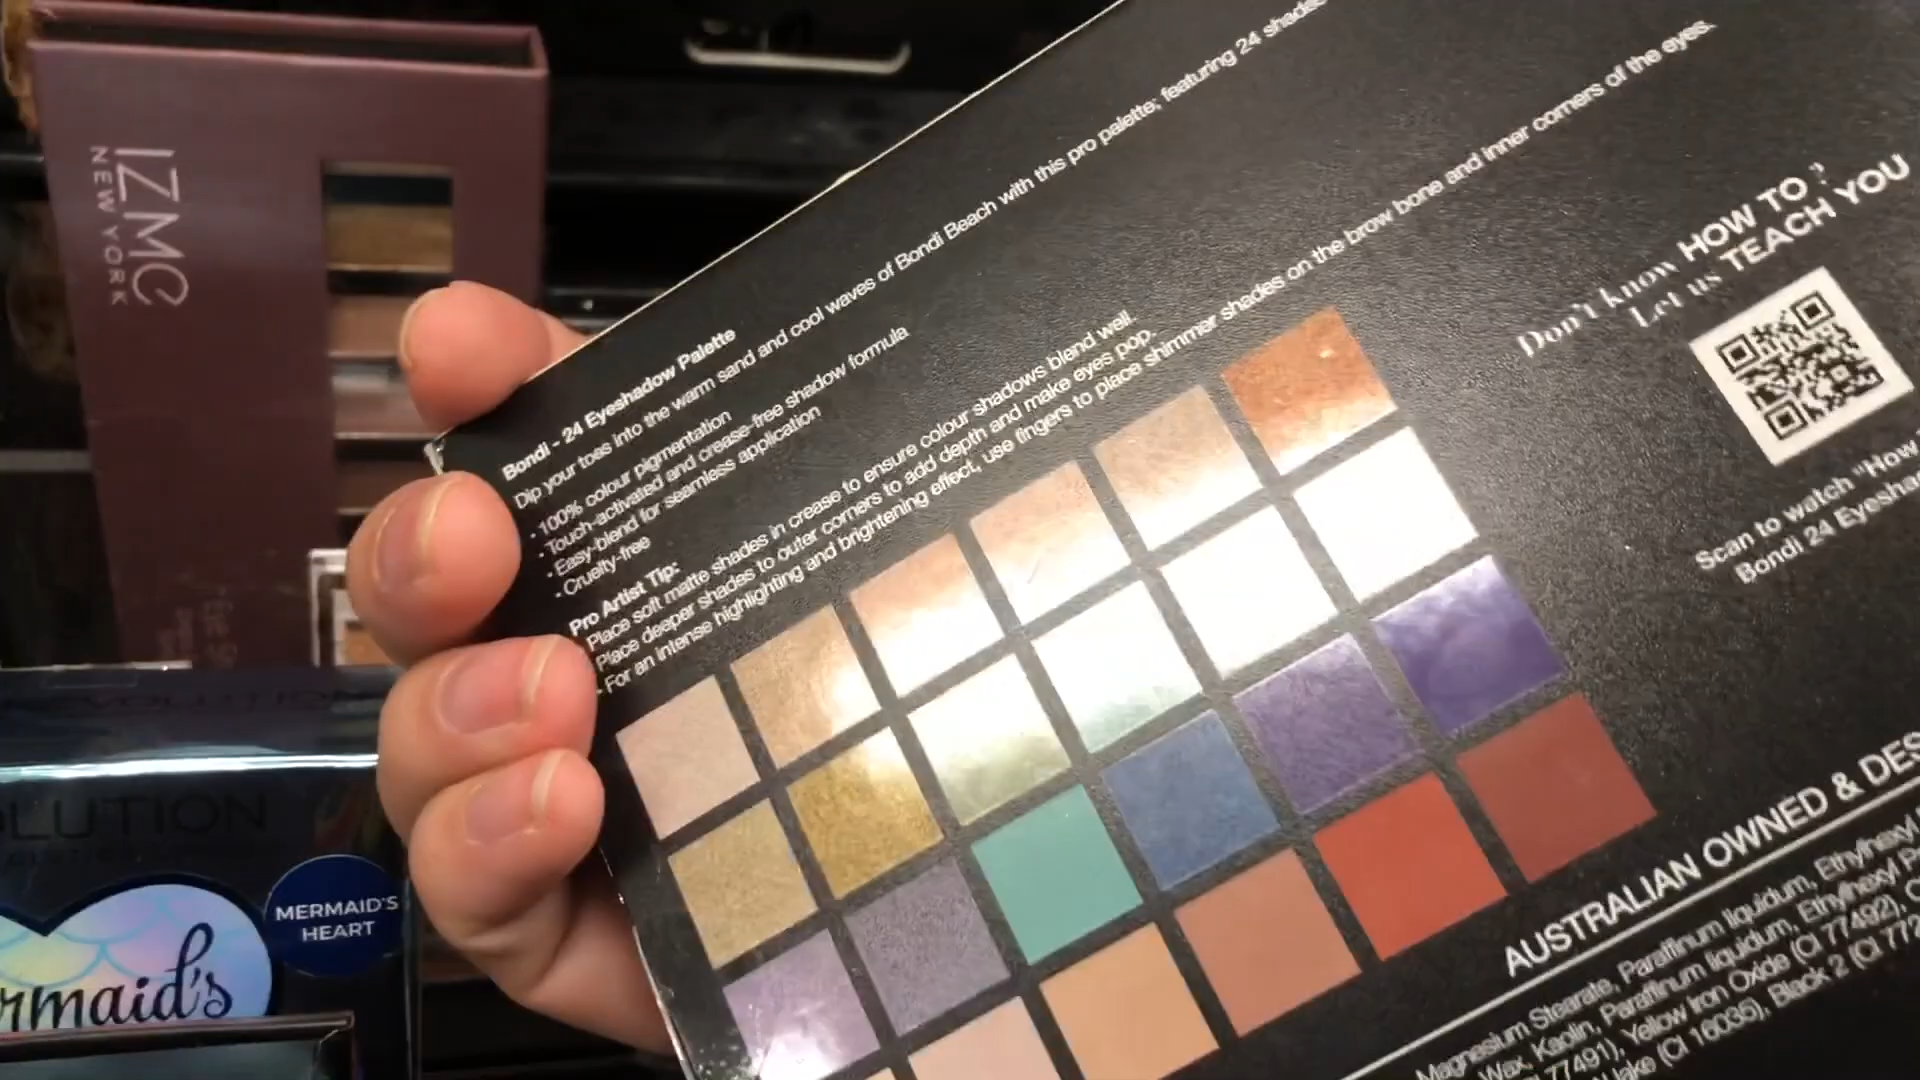 IZMC
NEW YORK
Bondi - 24 Eyeshadow Palette
Dip your toes into the warm sand and cool waves of Bondi Beach with this pro palette; featuring 24 shades
• 100% colour pigmentation
• Touch-activated and crease-free shadow formula
• Easy-blend for seamless application
• Cruelty-free
Pro Artist Tip:
• Place soft matte shades in crease to ensure colour shadows blend well.
• Place deeper shades to outer corners to add depth and make eyes pop.
• For an intense highlighting and brightening effect, use fingers to place shimmer shades on the brow bone and inner corners of the eyes.
Don't know HOW TO ?
Let us TEACH YOU
Scan to watch "How
Bondi 24 Eyeshad
AUSTRALIAN OWNED & DES
Magnesium Stearate, Paraffinum liquidum, Ethylhexyl
Wax, Kaolin, Paraffinum liquidum, Ethylhexyl P
77491), Yellow Iron Oxide (CI 77492),
lake (CI 16035), Black 2 (CI 772
REVOLUTION
OLUTION
MERMAID'S
HEART
ermaid's